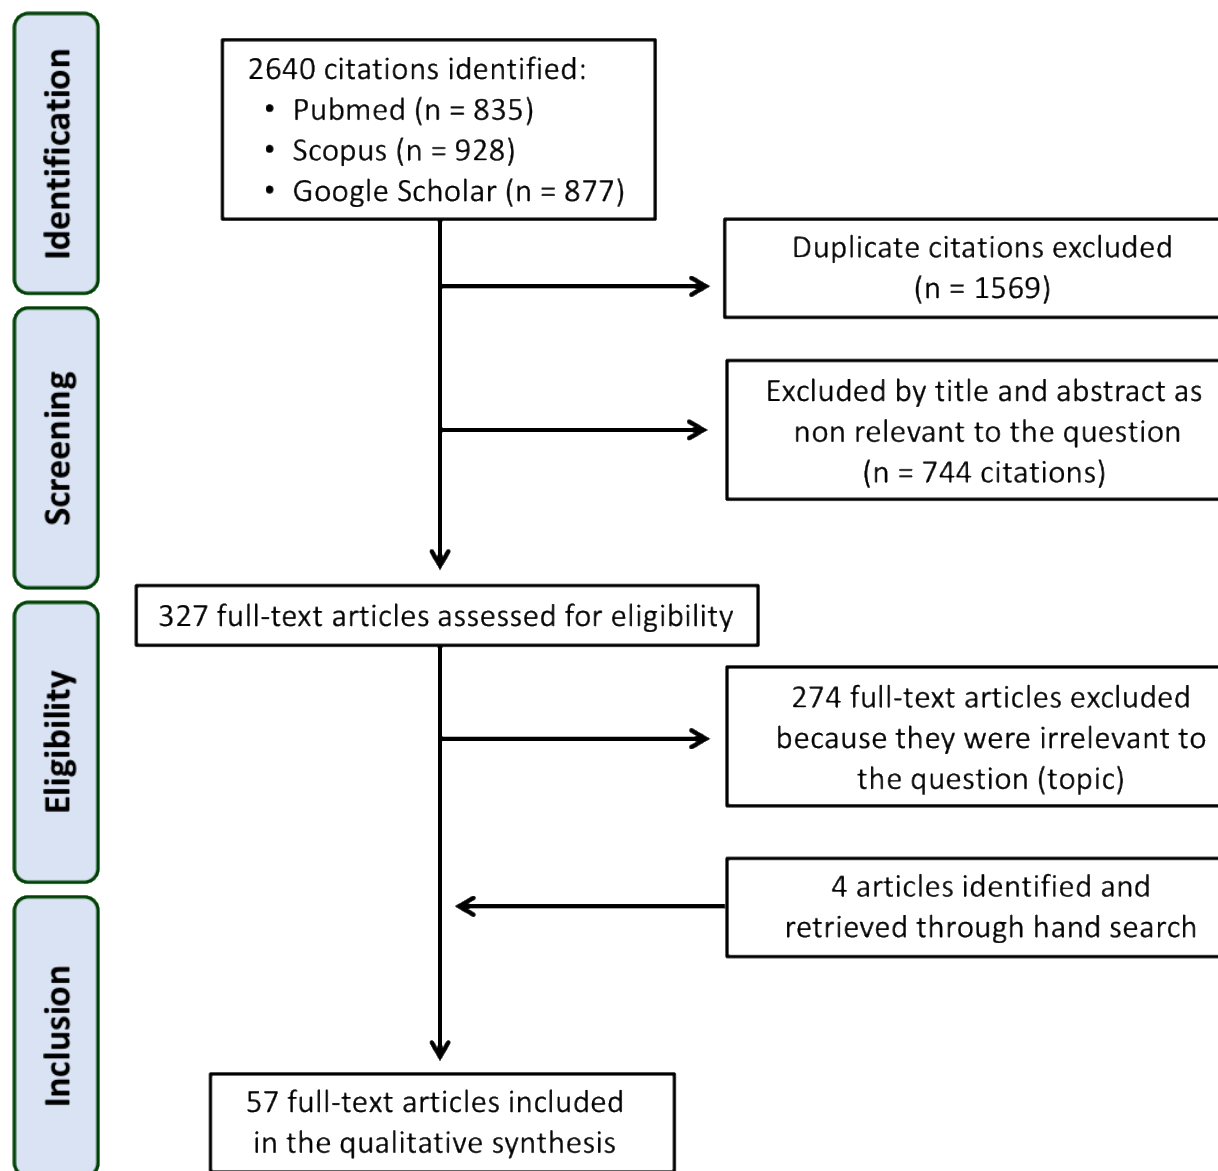 Identification
2640 citations identified:
• Pubmed (n = 835)
• Scopus (n = 928)
• Google Scholar (n = 877)
Duplicate citations excluded
(n = 1569)
Screening
Excluded by title and abstract as
non relevant to the question
(n = 744 citations)
327 full-text articles assessed for eligibility
Eligibility
274 full-text articles excluded
because they were irrelevant to
the question (topic)
4 articles identified and
retrieved through hand search
Inclusion
57 full-text articles included
in the qualitative synthesis